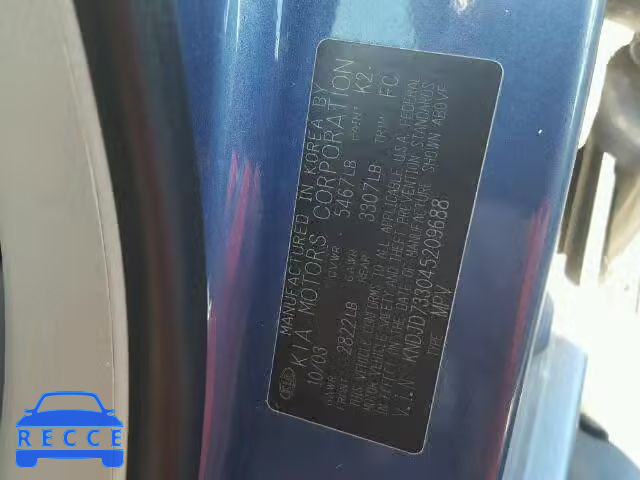 KIA
MANUFACTURED IN KOREA BY
KIA MOTORS CORPORATION
10/03 GVWR 5467LB PAINT K2-
GAWR FRONT 2822LB GAWR REAR 3307LB TRIM FC
THIS VEHICLE CONFORMS TO ALL APPLICABLE U.S.A. FEDERAL
MOTOR VEHICLE SAFETY AND THEFT PREVENTION STANDARDS
IN EFFECT ON THE DATE OF MANUFACTURE SHOWN ABOVE
V.I.N. KNDJD733045209688
TYPE MPV
RECCE